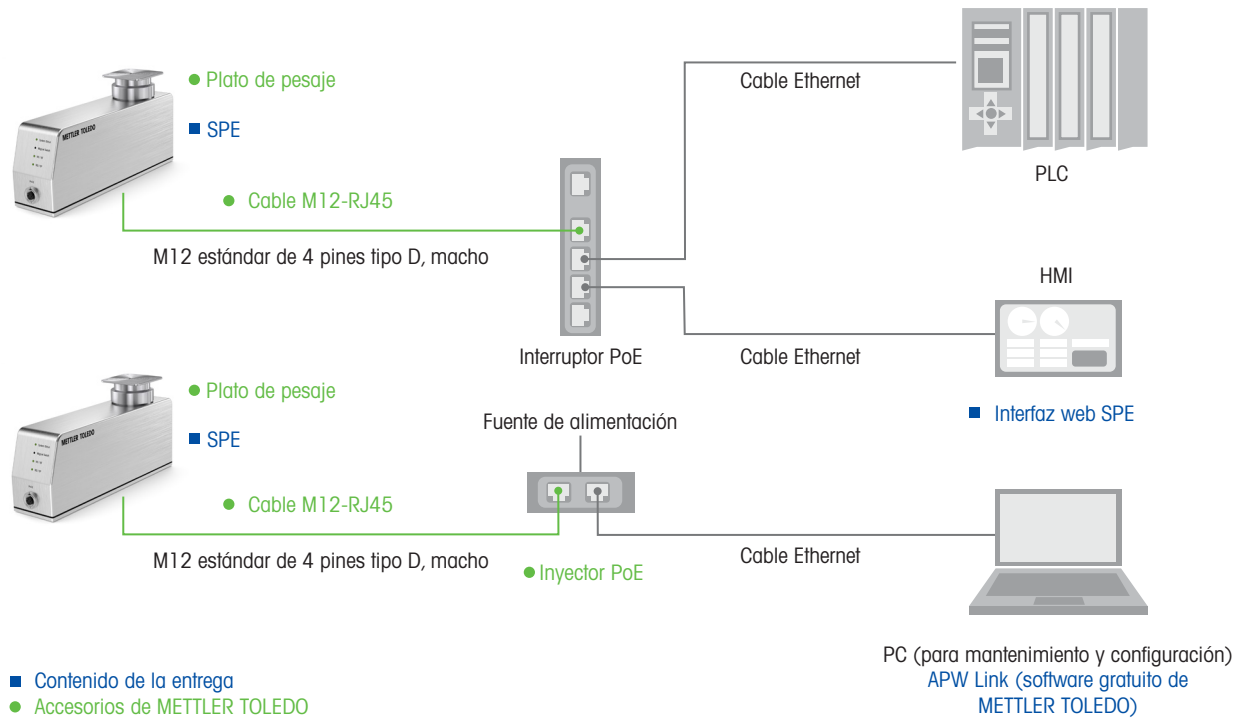 Plato de pesaje
METTLER TOLEDO
SPE
Cable M12-RJ45
M12 estándar de 4 pines tipo D, macho
Cable Ethernet
PLC
HMI
Interruptor PoE
Cable Ethernet
Interfaz web SPE
Plato de pesaje
METTLER TOLEDO
SPE
Fuente de alimentación
Cable M12-RJ45
M12 estándar de 4 pines tipo D, macho
Inyector PoE
Cable Ethernet
PC (para mantenimiento y configuración)
APW Link (software gratuito de
METTLER TOLEDO)
Contenido de la entrega
Accesorios de METTLER TOLEDO